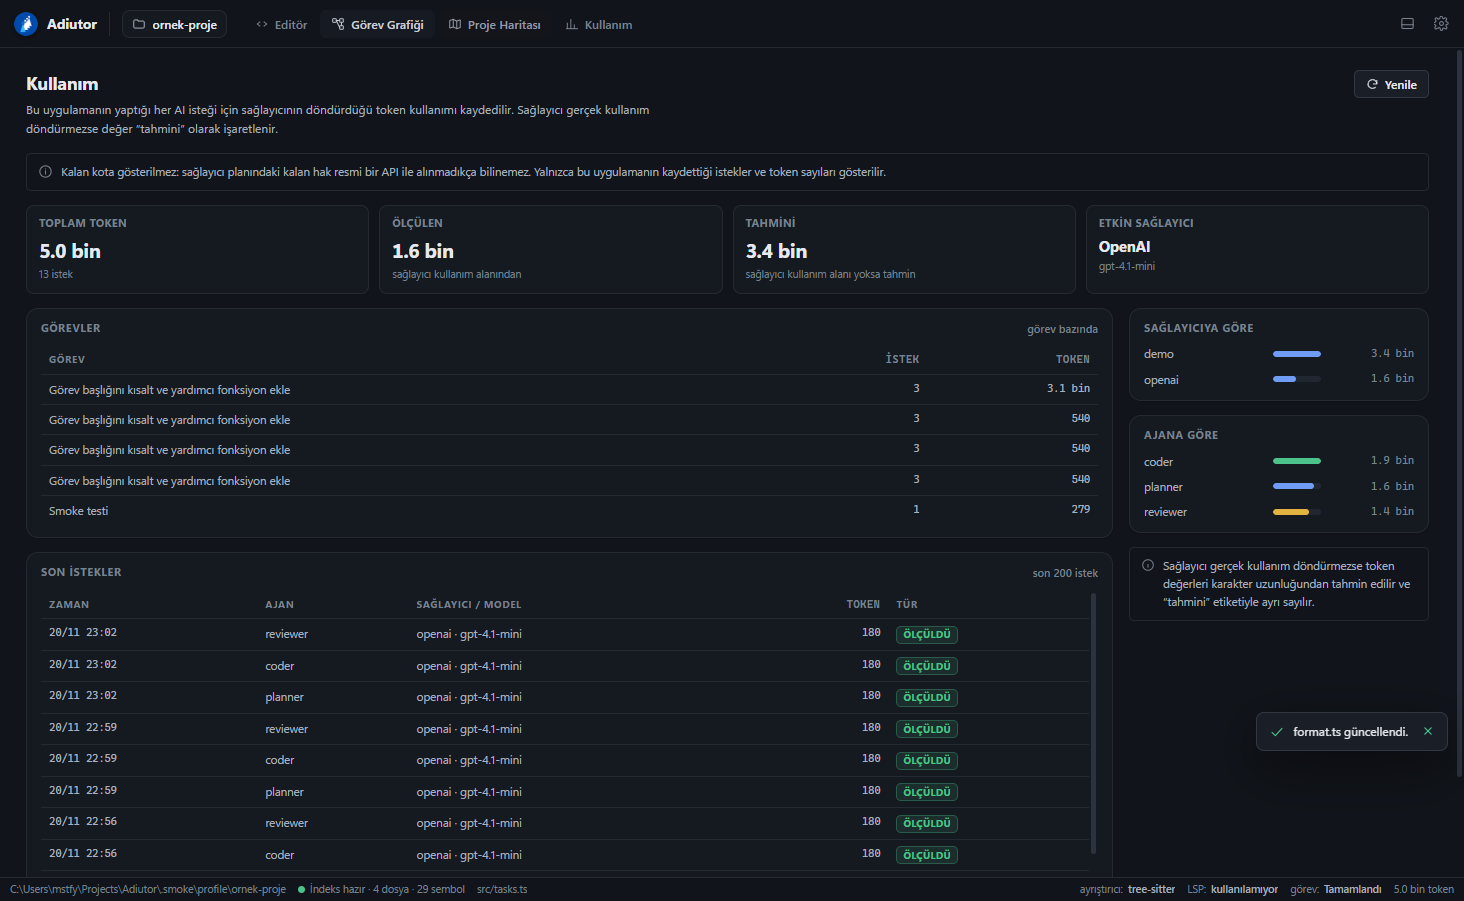 Adiutor
ornek-proje
Editör
Görev Grafiği
Proje Haritası
Kullanım
Kullanım
Yenile
Bu uygulamanın yaptığı her AI isteği için sağlayıcının döndürdüğü token kullanımı kaydedilir. Sağlayıcı gerçek kullanım
döndürmezse değer “tahmini” olarak işaretlenir.
Kalan kota gösterilmez: sağlayıcı planındaki kalan hak resmi bir API ile alınmadıkça bilinemez. Yalnızca bu uygulamanın kaydettiği istekler ve token sayıları gösterilir.
TOPLAM TOKEN
5.0 bin
13 istek
ÖLÇÜLEN
1.6 bin
sağlayıcı kullanım alanından
TAHMİNİ
3.4 bin
sağlayıcı kullanım alanı yoksa tahmin
ETKİN SAĞLAYICI
OpenAI
gpt-4.1-mini
GÖREVLER görev bazında
GÖREV İSTEK TOKEN
Görev başlığını kısalt ve yardımcı fonksiyon ekle 3 3.1 bin
Görev başlığını kısalt ve yardımcı fonksiyon ekle 3 540
Görev başlığını kısalt ve yardımcı fonksiyon ekle 3 540
Görev başlığını kısalt ve yardımcı fonksiyon ekle 3 540
Smoke testi 1 279
SAĞLAYICIYA GÖRE
demo 3.4 bin
openai 1.6 bin
AJANA GÖRE
coder 1.9 bin
planner 1.6 bin
reviewer 1.4 bin
Sağlayıcı gerçek kullanım döndürmezse token
değerleri karakter uzunluğundan tahmin edilir ve
“tahmini” etiketiyle ayrı sayılır.
SON İSTEKLER son 200 istek
ZAMAN AJAN SAĞLAYICI / MODEL TOKEN TÜR
20/11 23:02 reviewer openai · gpt-4.1-mini 180 ÖLÇÜLDÜ
20/11 23:02 coder openai · gpt-4.1-mini 180 ÖLÇÜLDÜ
20/11 23:02 planner openai · gpt-4.1-mini 180 ÖLÇÜLDÜ
20/11 22:59 reviewer openai · gpt-4.1-mini 180 ÖLÇÜLDÜ
20/11 22:59 coder openai · gpt-4.1-mini 180 ÖLÇÜLDÜ
20/11 22:59 planner openai · gpt-4.1-mini 180 ÖLÇÜLDÜ
20/11 22:56 reviewer openai · gpt-4.1-mini 180 ÖLÇÜLDÜ
20/11 22:56 coder openai · gpt-4.1-mini 180 ÖLÇÜLDÜ
format.ts güncellendi.
C:\Users\mstfy\Projects\Adiutor\.smoke\profile\ornek-proje İndeks hazır · 4 dosya · 29 sembol src/tasks.ts ayrıştırıcı: tree-sitter LSP: kullanılamıyor görev: Tamamlandı 5.0 bin token